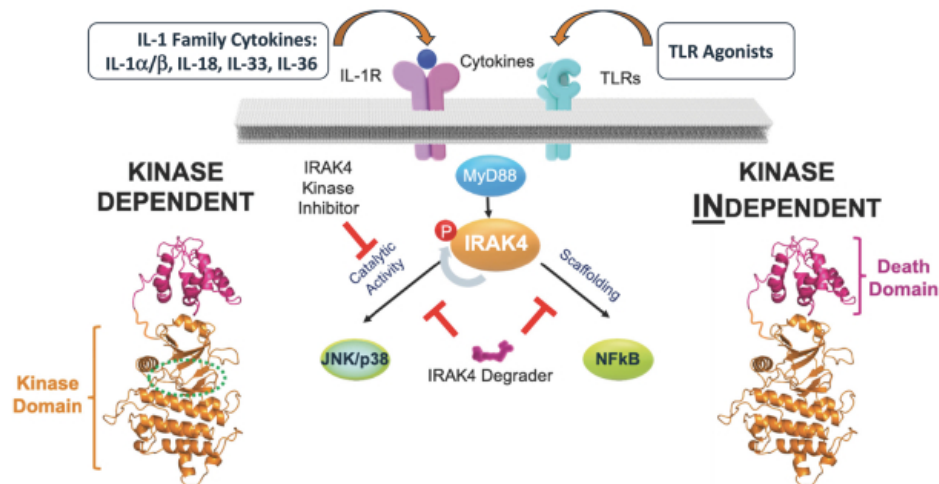 IL-1 Family Cytokines:
IL-1α/β, IL-18, IL-33, IL-36
IL-1R
Cytokines
TLRs
TLR Agonists
KINASE
DEPENDENT
IRAK4
Kinase
Inhibitor
MyD88
P
IRAK4
Catalytic
Activity
Scaffolding
JNK/p38
IRAK4 Degrader
NFkB
KINASE
INDEPENDENT
Death
Domain
Kinase
Domain